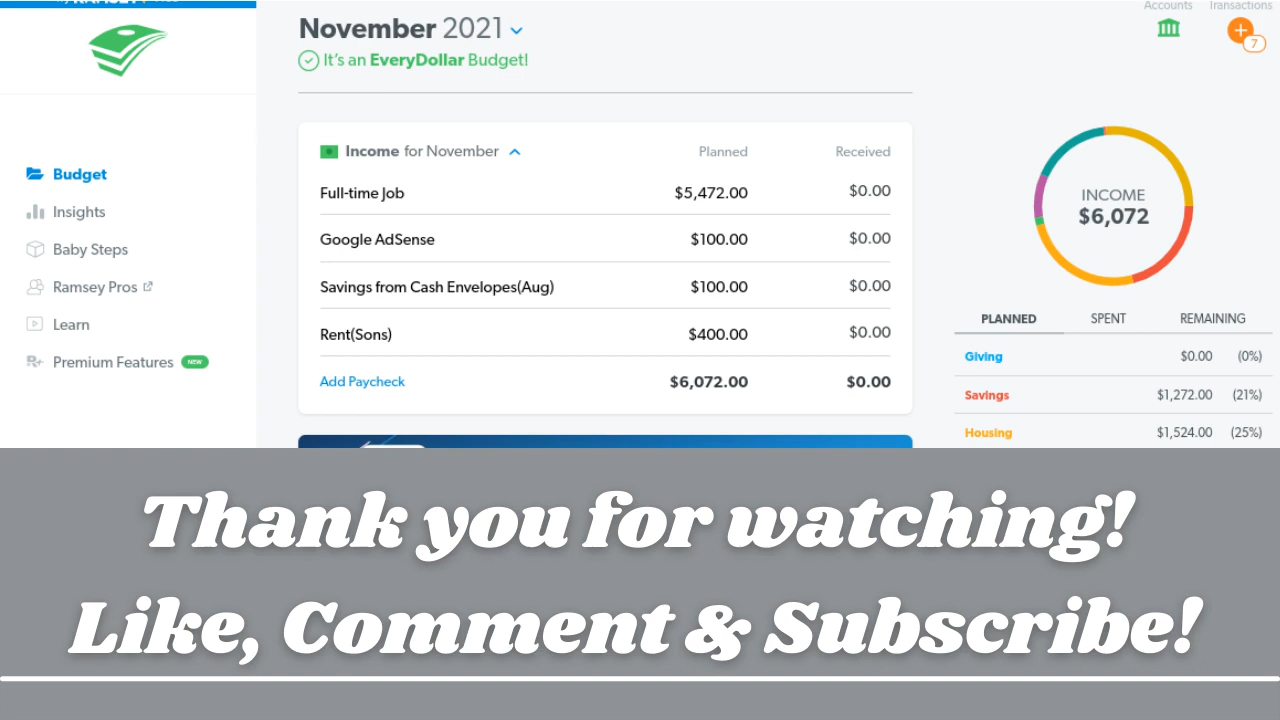 RAMSEY
Accounts
Transactions
November 2021
7
It's an EveryDollar Budget!
Budget
Insights
Baby Steps
Ramsey Pros
Learn
Premium Features NEW
Income for November Planned Received
Full-time Job $5,472.00 $0.00
Google AdSense $100.00 $0.00
Savings from Cash Envelopes(Aug) $100.00 $0.00
Rent(Sons) $400.00 $0.00
Add Paycheck $6,072.00 $0.00
INCOME
$6,072
PLANNED SPENT REMAINING
Giving $0.00 (0%)
Savings $1,272.00 (21%)
Housing $1,524.00 (25%)
Thank you for watching!
Like, Comment & Subscribe!